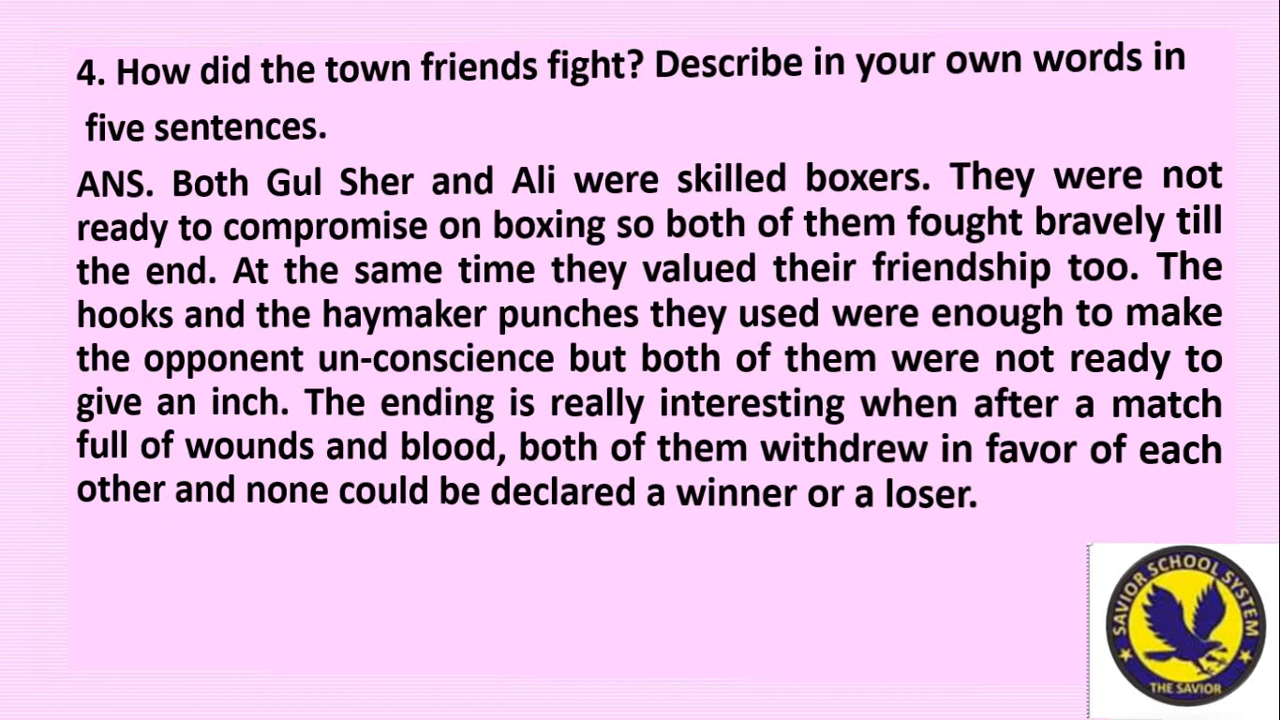 4. How did the town friends fight? Describe in your own words in
five sentences.
ANS. Both Gul Sher and Ali were skilled boxers. They were not
ready to compromise on boxing so both of them fought bravely till
the end. At the same time they valued their friendship too. The
hooks and the haymaker punches they used were enough to make
the opponent un-conscience but both of them were not ready to
give an inch. The ending is really interesting when after a match
full of wounds and blood, both of them withdrew in favor of each
other and none could be declared a winner or a loser.
SAVIOR SCHOOL SYSTEM
THE SAVIOR